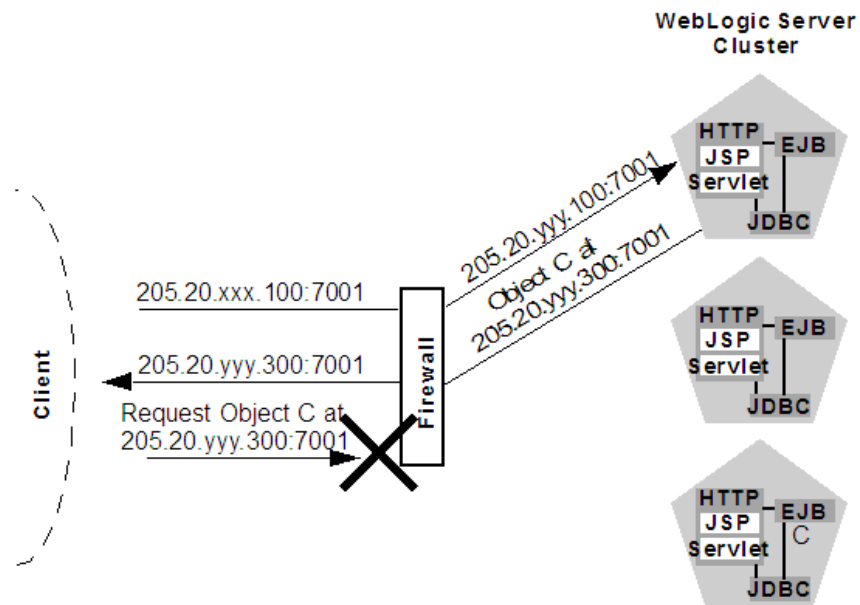 WebLogic Server
Cluster
HTTP
EJB
JSP
Servlet
JDBC
205.20.yyy.100:7001
Object C at
205.20.yyy.300:7001
205.20.xxx.100:7001
205.20.yyy.300:7001
Request Object C at
205.20.yyy.300:7001
Client
Firewall
HTTP
EJB
JSP
Servlet
JDBC
HTTP
EJB
JSP
C
Servlet
JDBC